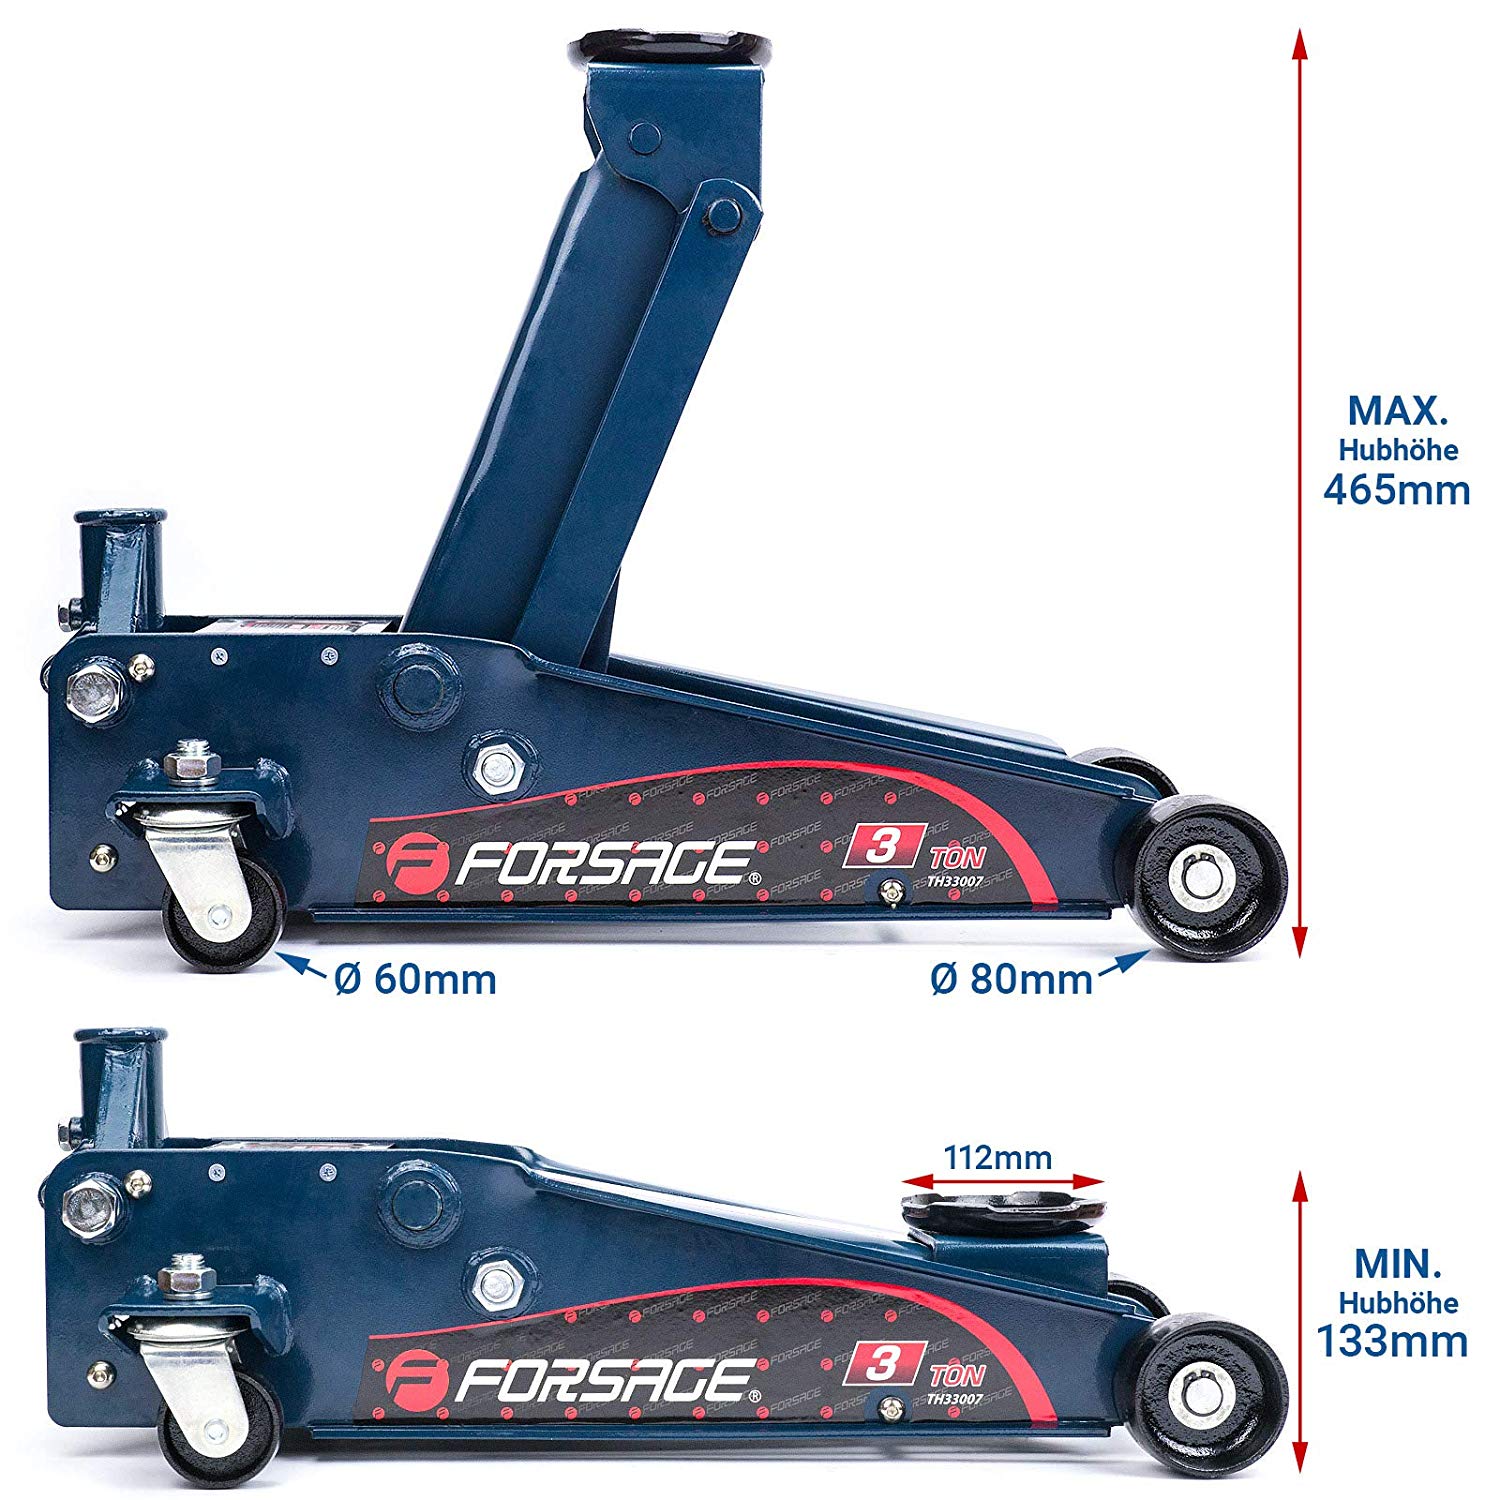 MAX.
Hubhöhe
465mm
FORSAGE®
3 TON
TH33007
Ø 60mm
Ø 80mm
112mm
MIN.
Hubhöhe
133mm
FORSAGE®
3 TON
TH33007